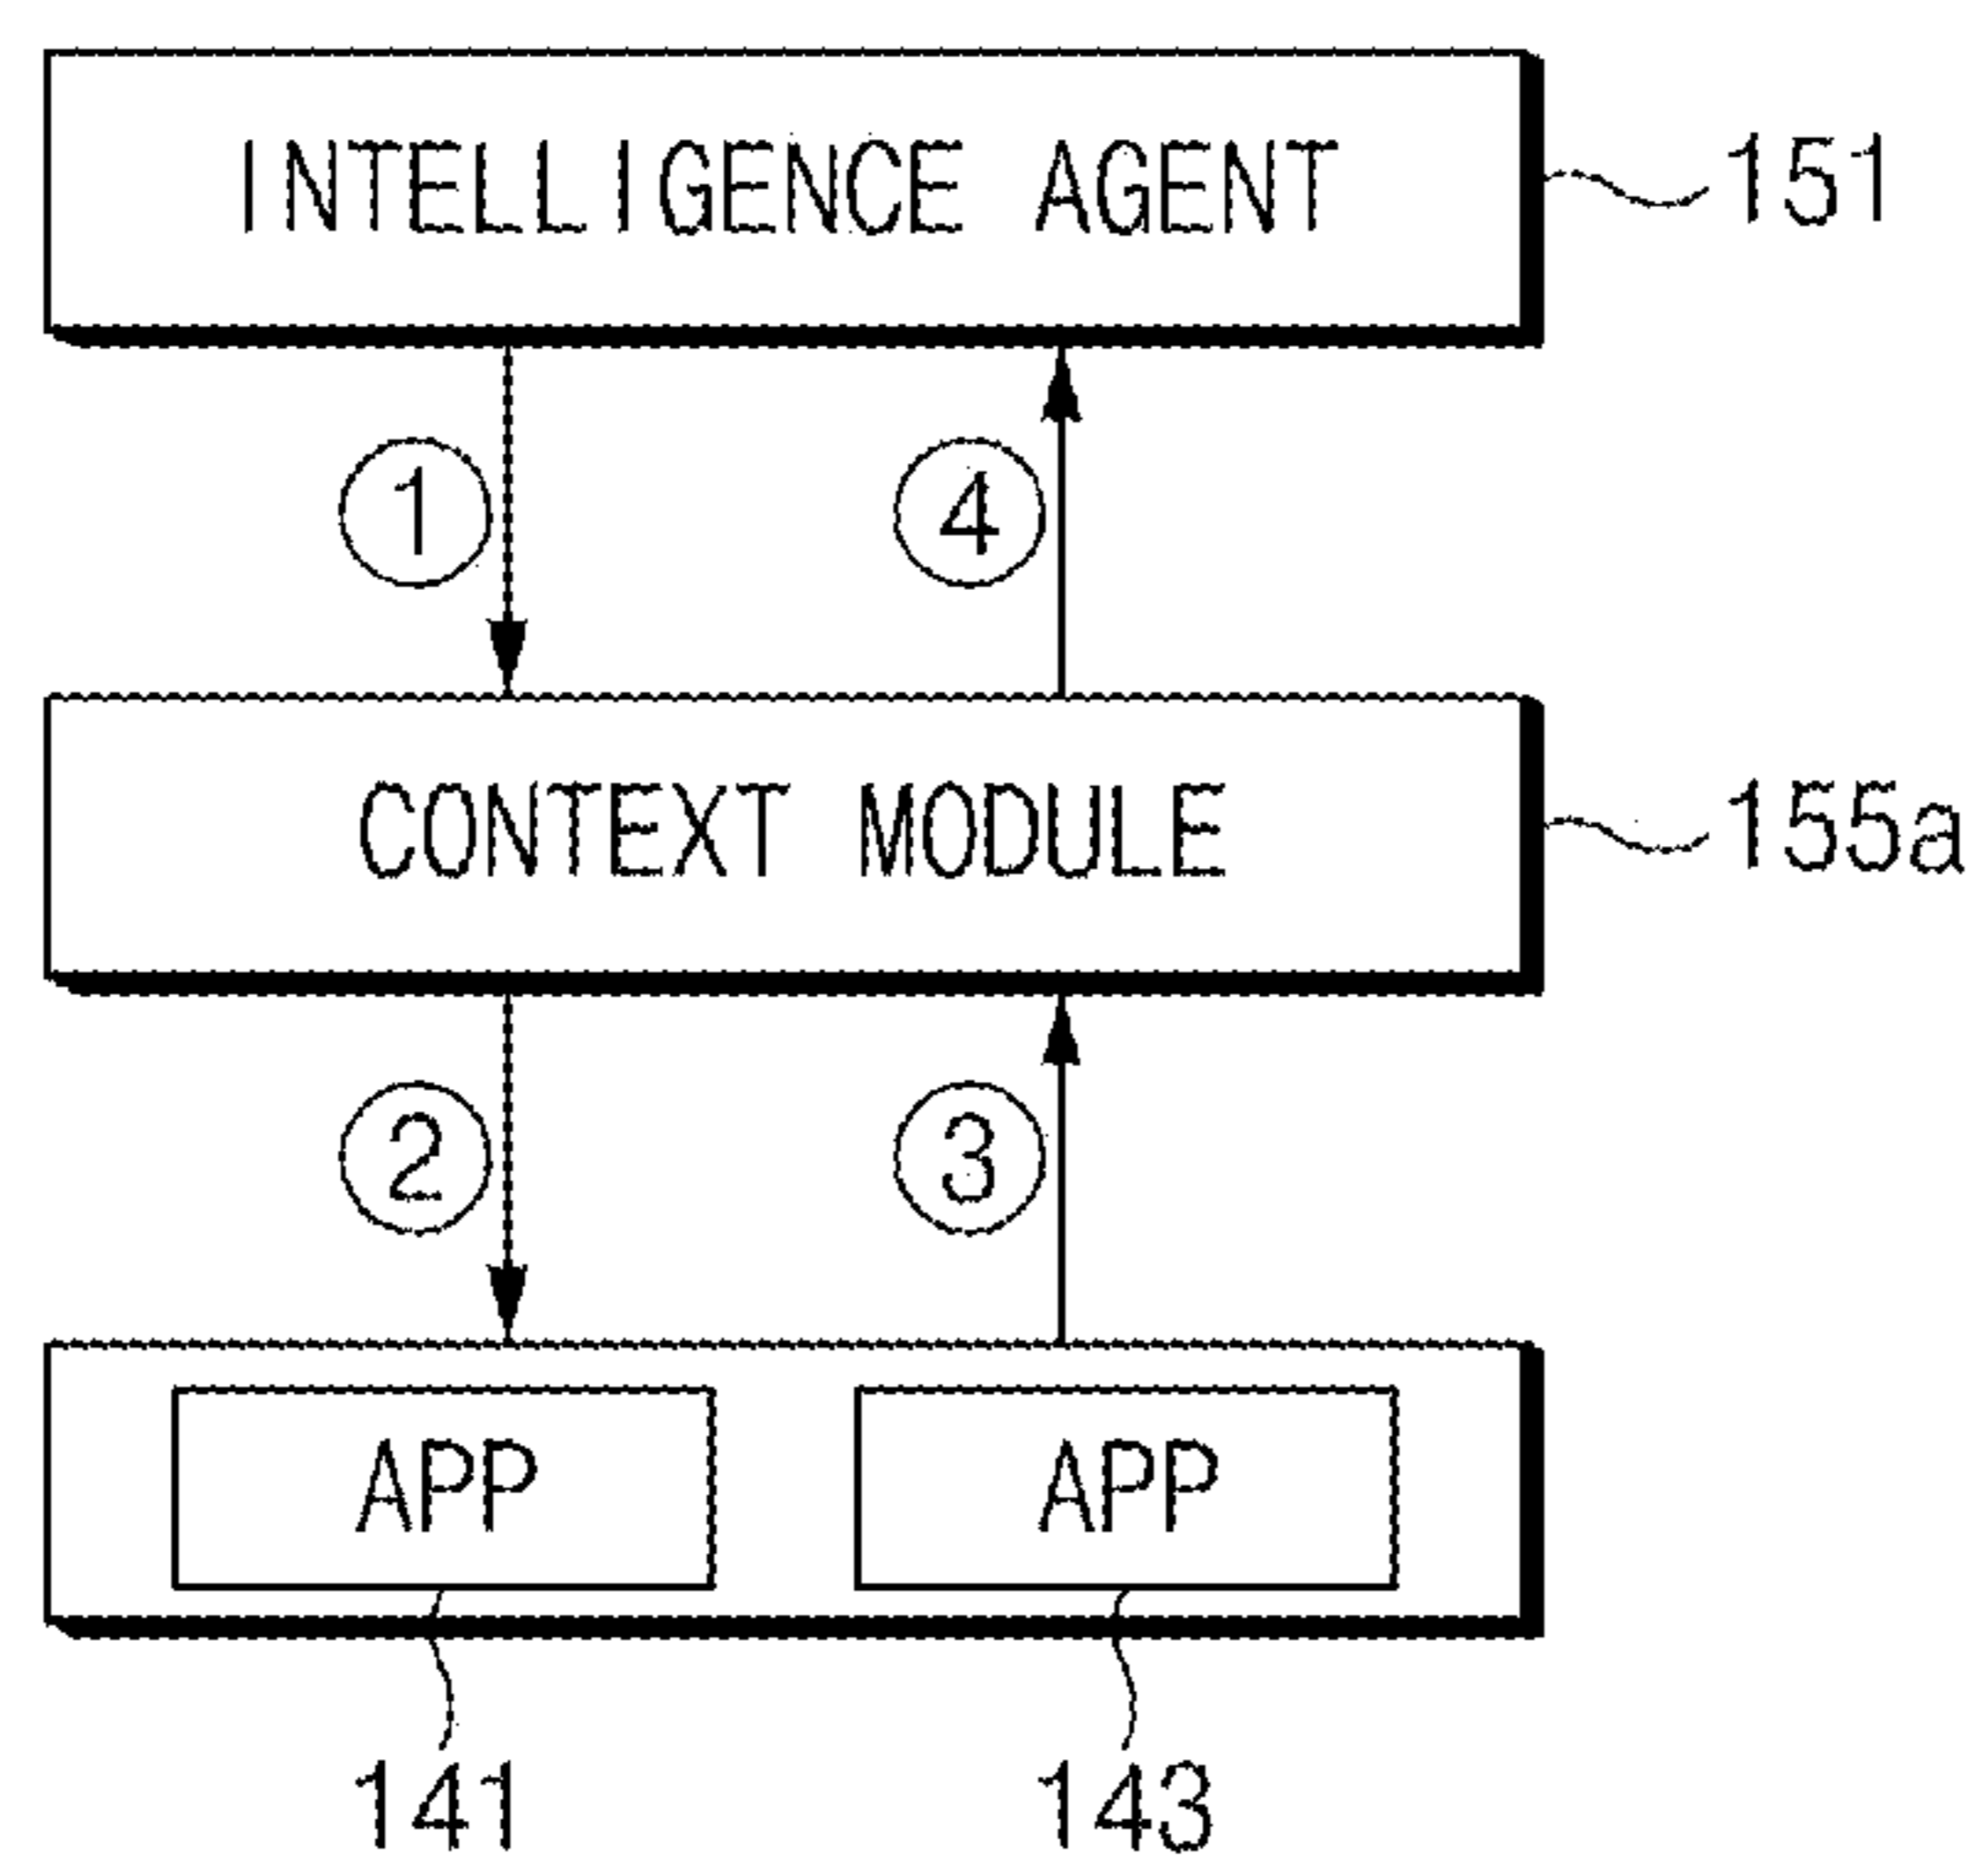 INTELLIGENCE AGENT 151
1 4
CONTEXT MODULE 155a
2 3
APP APP
141 143